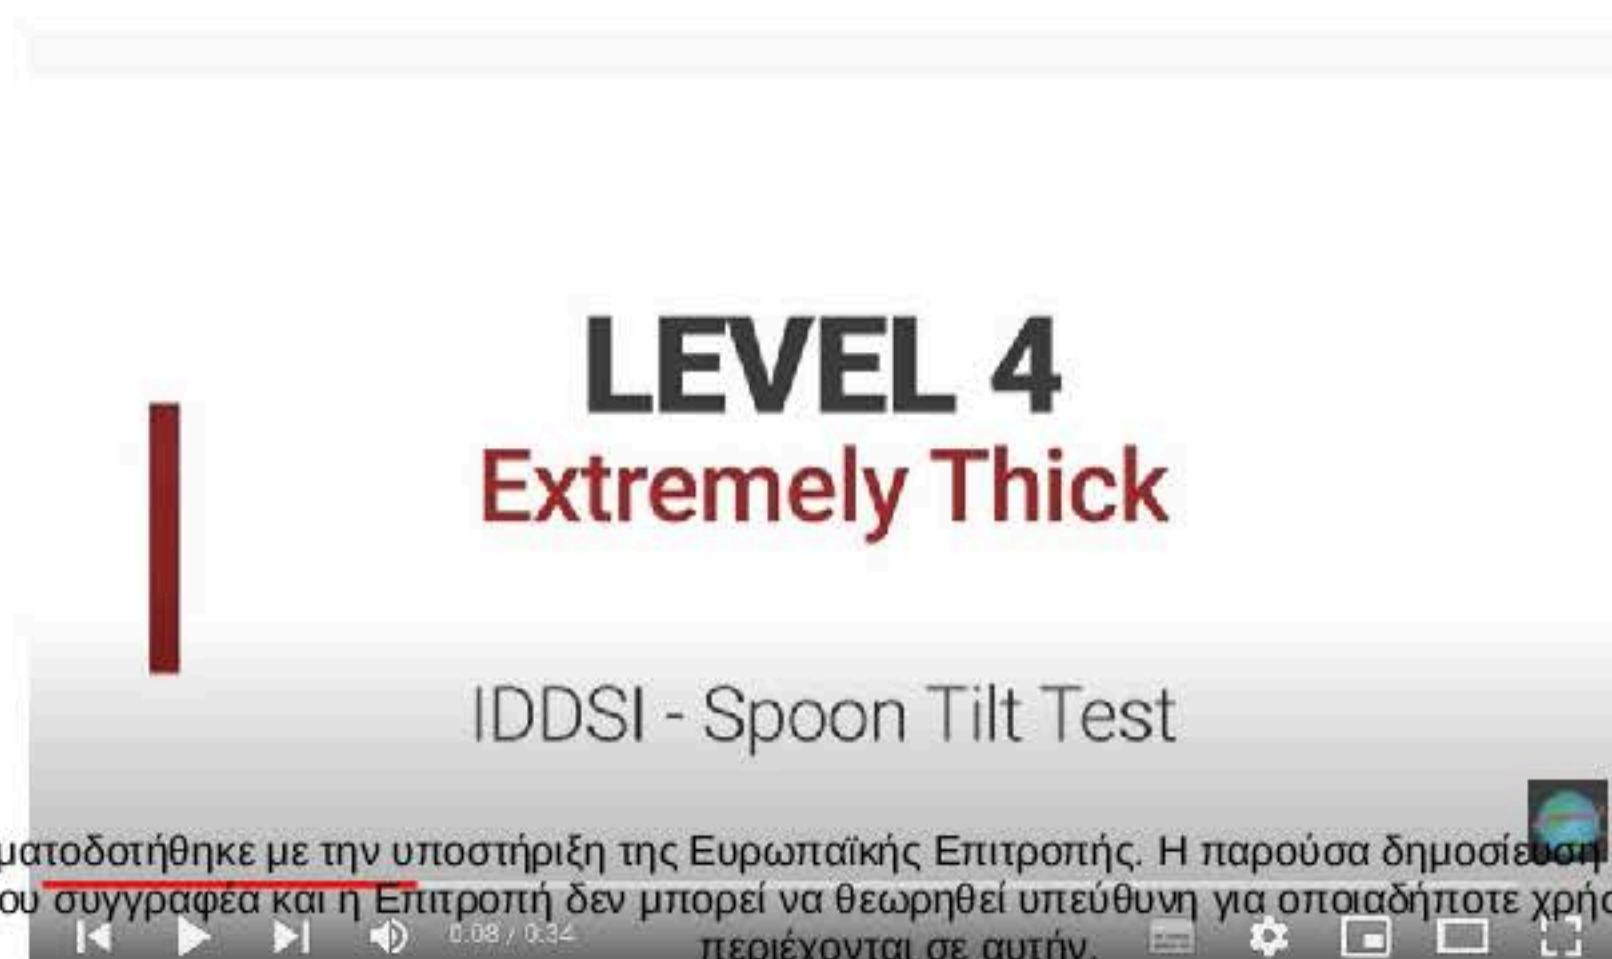 LEVEL 4
Extremely Thick
IDDSI - Spoon Tilt Test
ματοδοτήθηκε με την υποστήριξη της Ευρωπαϊκής Επιτροπής. Η παρούσα δημοσίευση
ου συγγραφέα και η Επιτροπή δεν μπορεί να θεωρηθεί υπεύθυνη για οποιαδήποτε χρήσ
0:08 / 0:34
περιέχονται σε αυτήν.